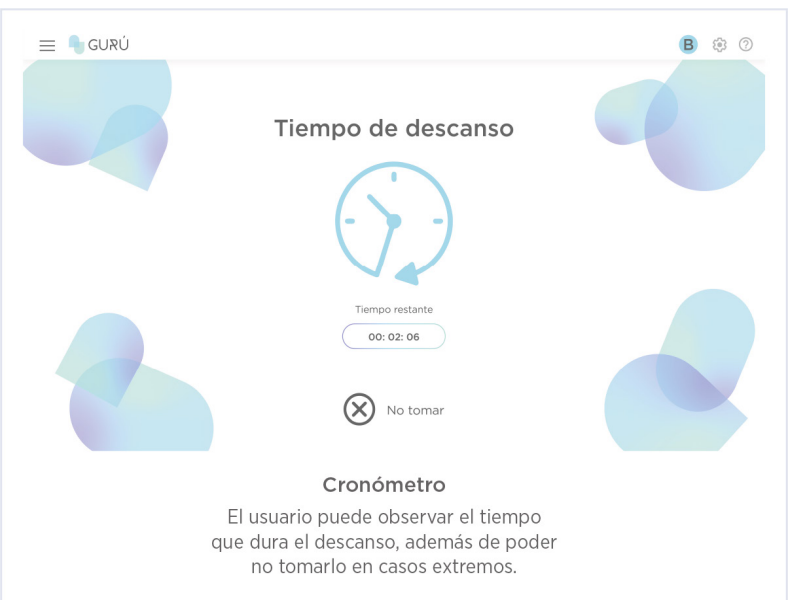 GURÚ
B
?
Tiempo de descanso
Tiempo restante
00: 02: 06
No tomar
Cronómetro
El usuario puede observar el tiempo
que dura el descanso, además de poder
no tomarlo en casos extremos.